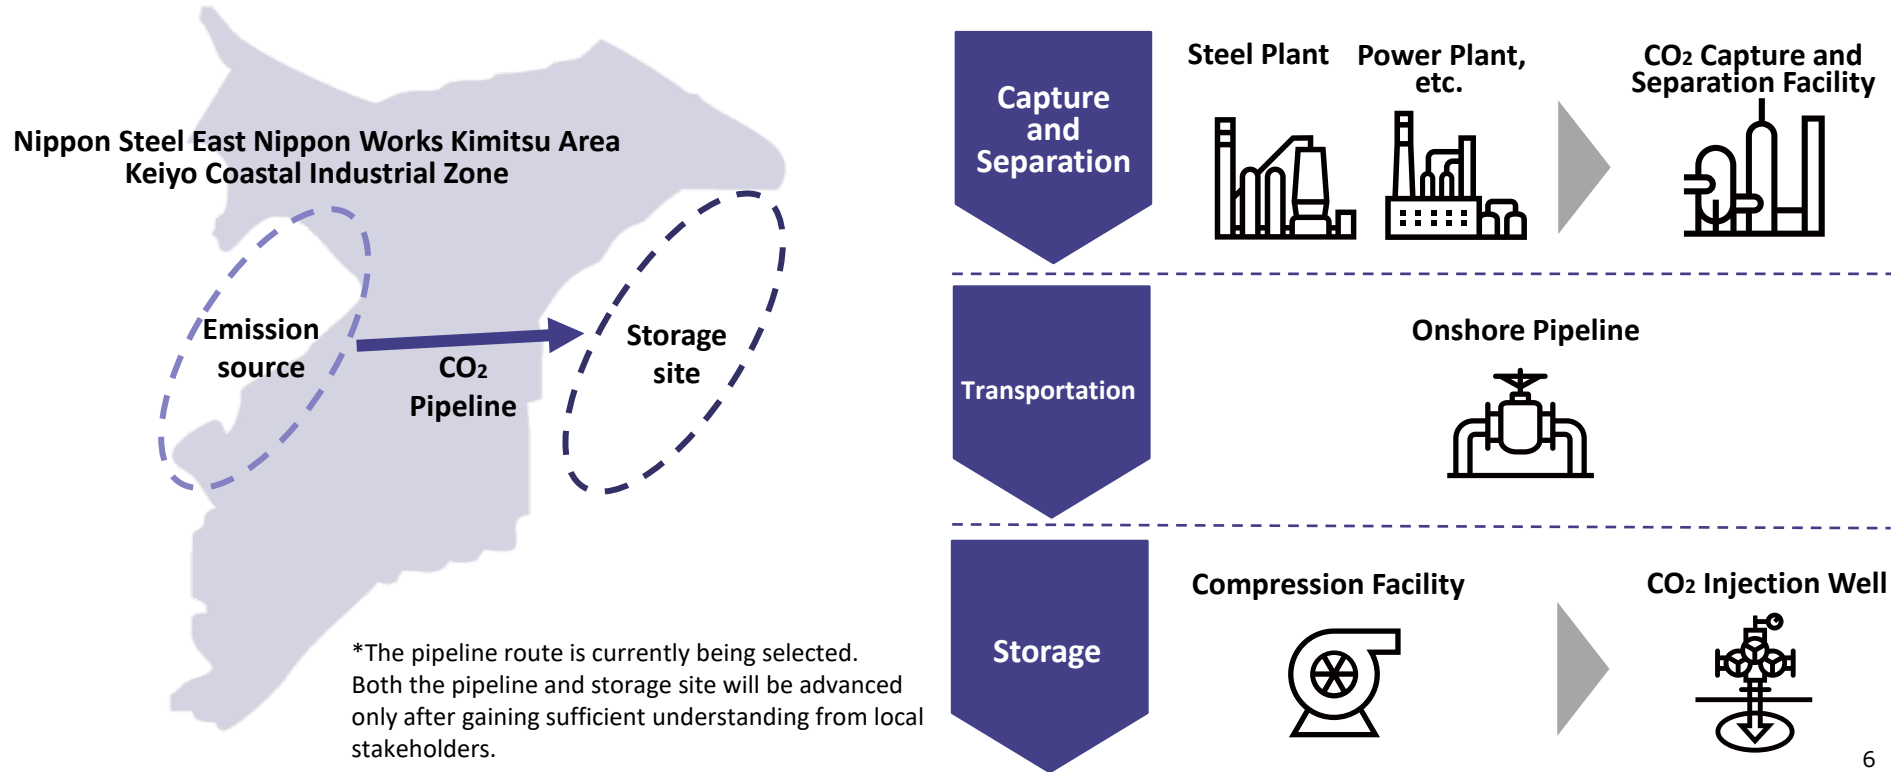 Nippon Steel East Nippon Works Kimitsu Area
Keiyo Coastal Industrial Zone
Emission
source
CO₂
Pipeline
Storage
site
*The pipeline route is currently being selected.
Both the pipeline and storage site will be advanced
only after gaining sufficient understanding from local
stakeholders.
Capture
and
Separation
Steel Plant
Power Plant,
etc.
CO₂ Capture and
Separation Facility
Transportation
Onshore Pipeline
Storage
Compression Facility
CO₂ Injection Well
6